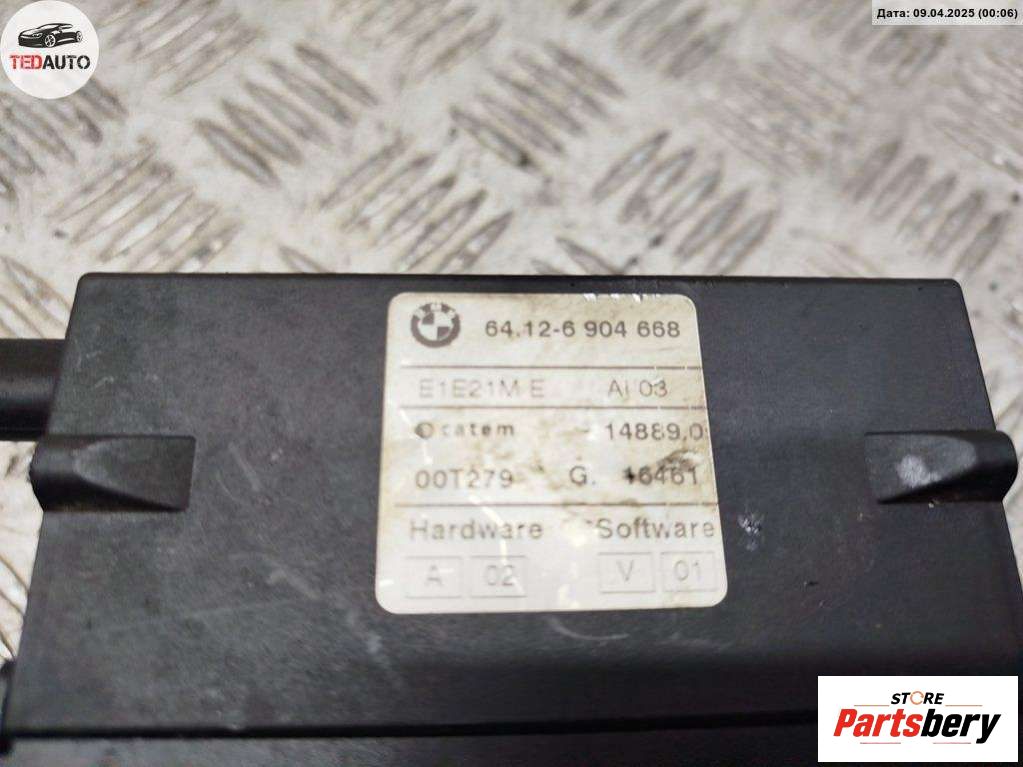 TEDAUTO
Дата: 09.04.2025 (00:06)
64.12-6 904 668
E1E21M E AI 03
catem 14889.0
00T279 G. 16461
Hardware Software
A 02 V 01
STORE
Partsbery